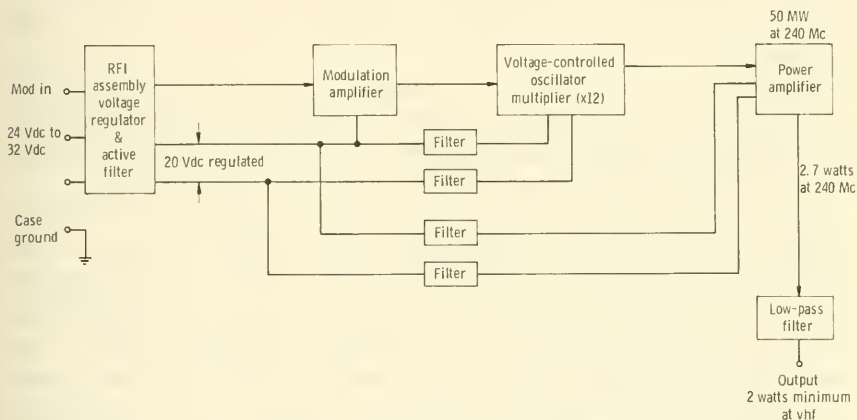 50 MW
at 240 Mc
RFI
assembly
voltage
regulator
&
active
filter
Modulation
amplifier
Voltage-controlled
oscillator
multiplier (x12)
Power
amplifier
Mod in
24 Vdc to
32 Vdc
20 Vdc regulated
Filter
Filter
Filter
Filter
Case
ground
2.7 watts
at 240 Mc
Low-pass
filter
Output
2 watts minimum
at vhf